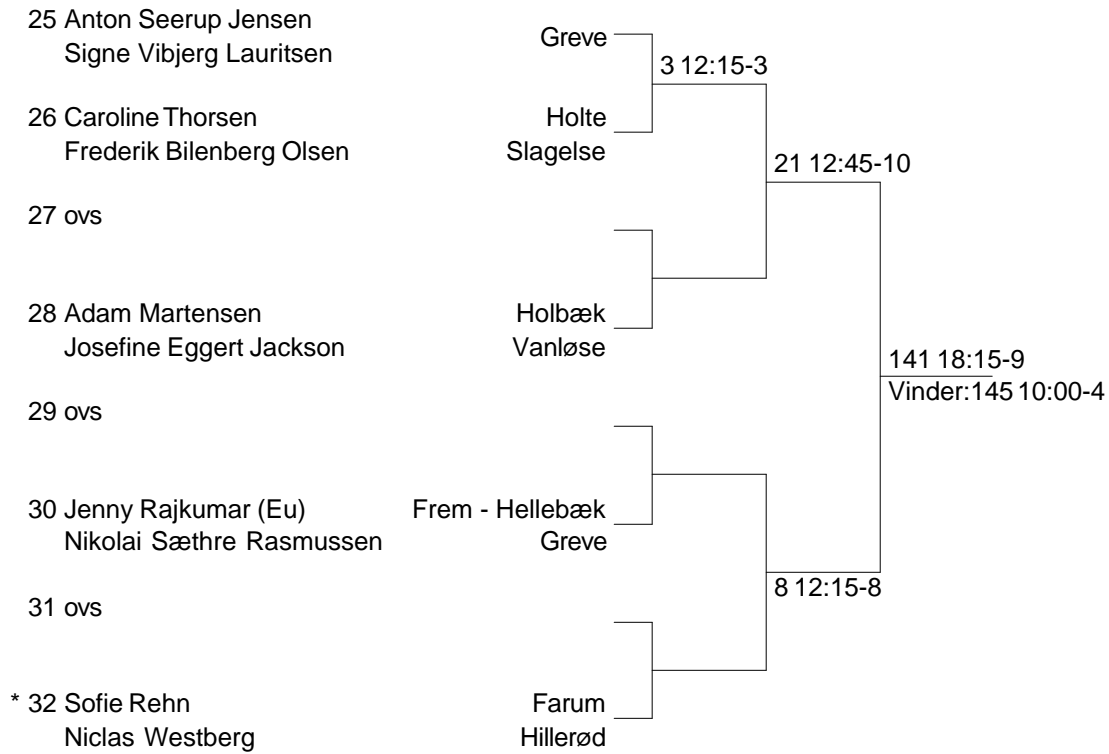 25 Anton Seerup Jensen Greve
Signe Vibjerg Lauritsen
3 12:15-3
26 Caroline Thorsen Holte
Frederik Bilenberg Olsen Slagelse
21 12:45-10
27 ovs
28 Adam Martensen Holbæk
Josefine Eggert Jackson Vanløse
141 18:15-9
Vinder:145 10:00-4
29 ovs
30 Jenny Rajkumar (Eu) Frem - Hellebæk
Nikolai Sæthre Rasmussen Greve
8 12:15-8
31 ovs
* 32 Sofie Rehn Farum
Niclas Westberg Hillerød